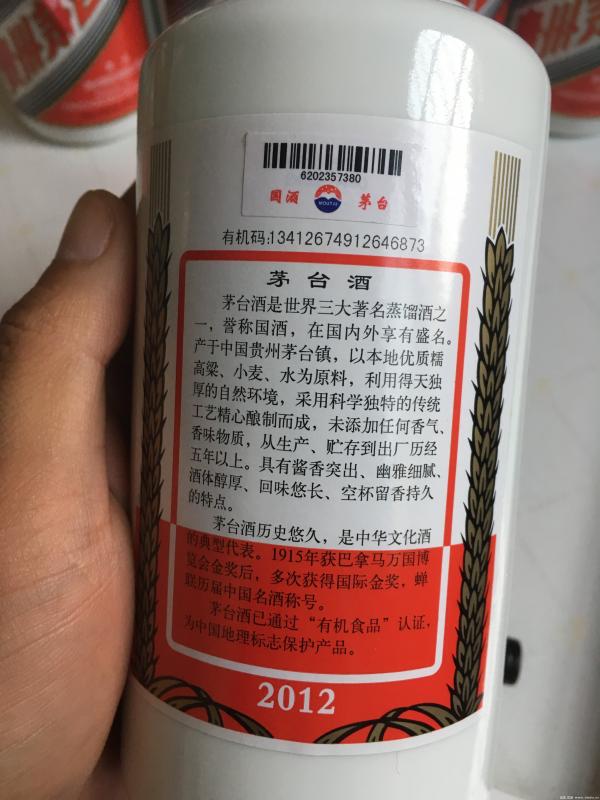 6202357380
国酒 MOUTAI 茅台
有机码:13412674912646873
茅台酒
茅台酒是世界三大著名蒸馏酒之
一，誉称国酒，在国内外享有盛名。
产于中国贵州茅台镇，以本地优质糯
高粱、小麦、水为原料，利用得天独
厚的自然环境，采用科学独特的传统
工艺精心酿制而成，未添加任何香气、
香味物质，从生产、贮存到出厂历经
五年以上。具有酱香突出、幽雅细腻、
酒体醇厚、回味悠长、空杯留香持久
的特点。
茅台酒历史悠久，是中华文化酒
的典型代表。1915年获巴拿马万国博
览会金奖后，多次获得国际金奖，蝉
联历届中国名酒称号。
茅台酒已通过“有机食品”认证，
为中国地理标志保护产品。
2012